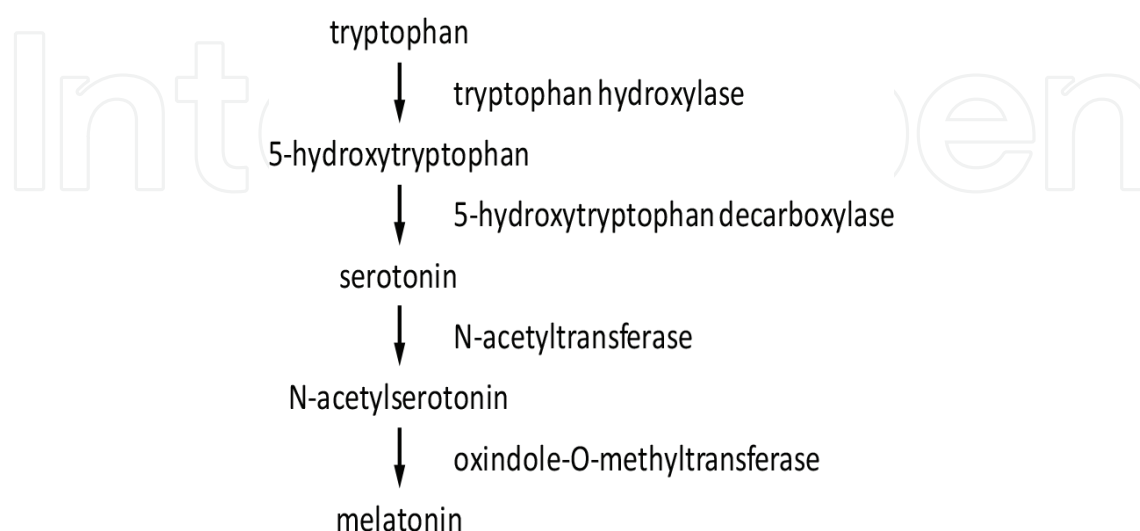 tryptophan
tryptophan hydroxylase
5-hydroxytryptophan
5-hydroxytryptophan decarboxylase
serotonin
N-acetyltransferase
N-acetylserotonin
oxindole-O-methyltransferase
melatonin